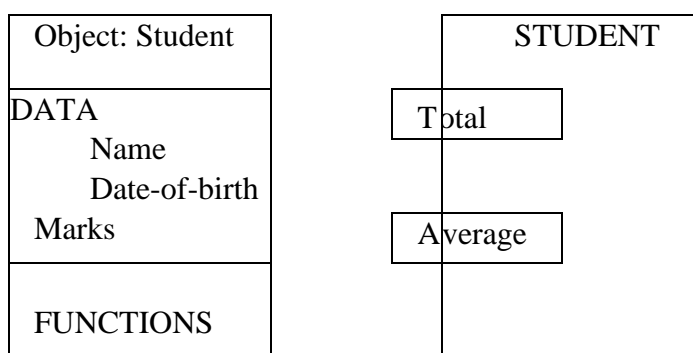 Object: Student
DATA
Name
Date-of-birth
Marks
FUNCTIONS
STUDENT
Total
Average